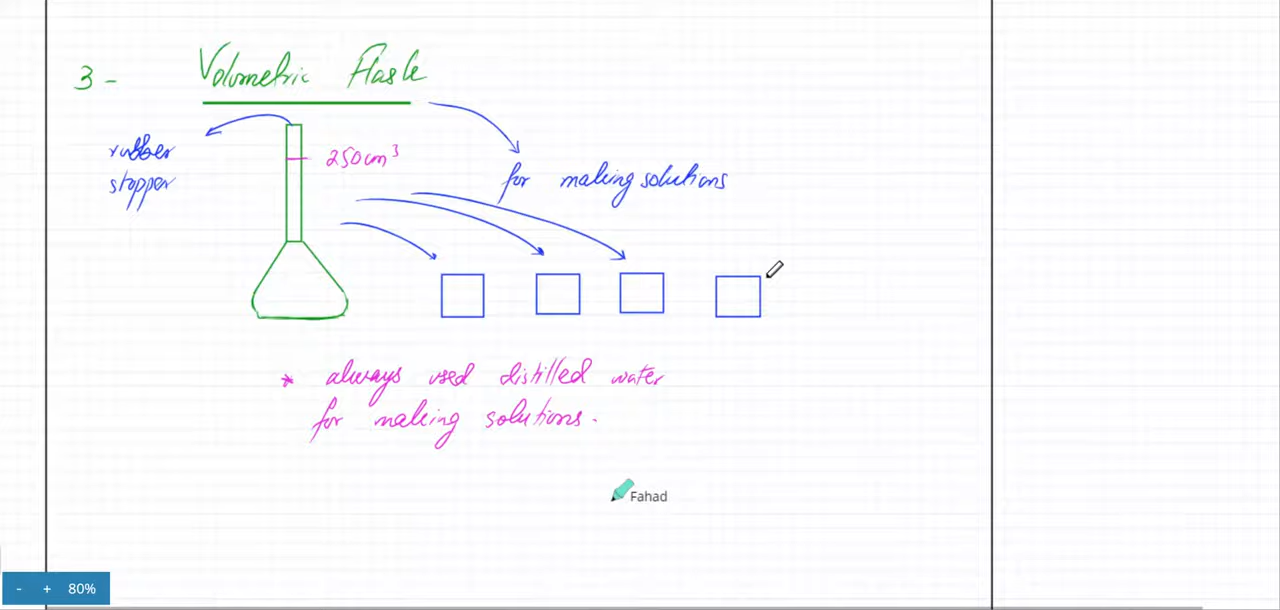 3 - Volumetric Flask
rubber
stopper
250cm³
for making solutions
* always used distilled water
for making solutions.
Fahad
- + 80%